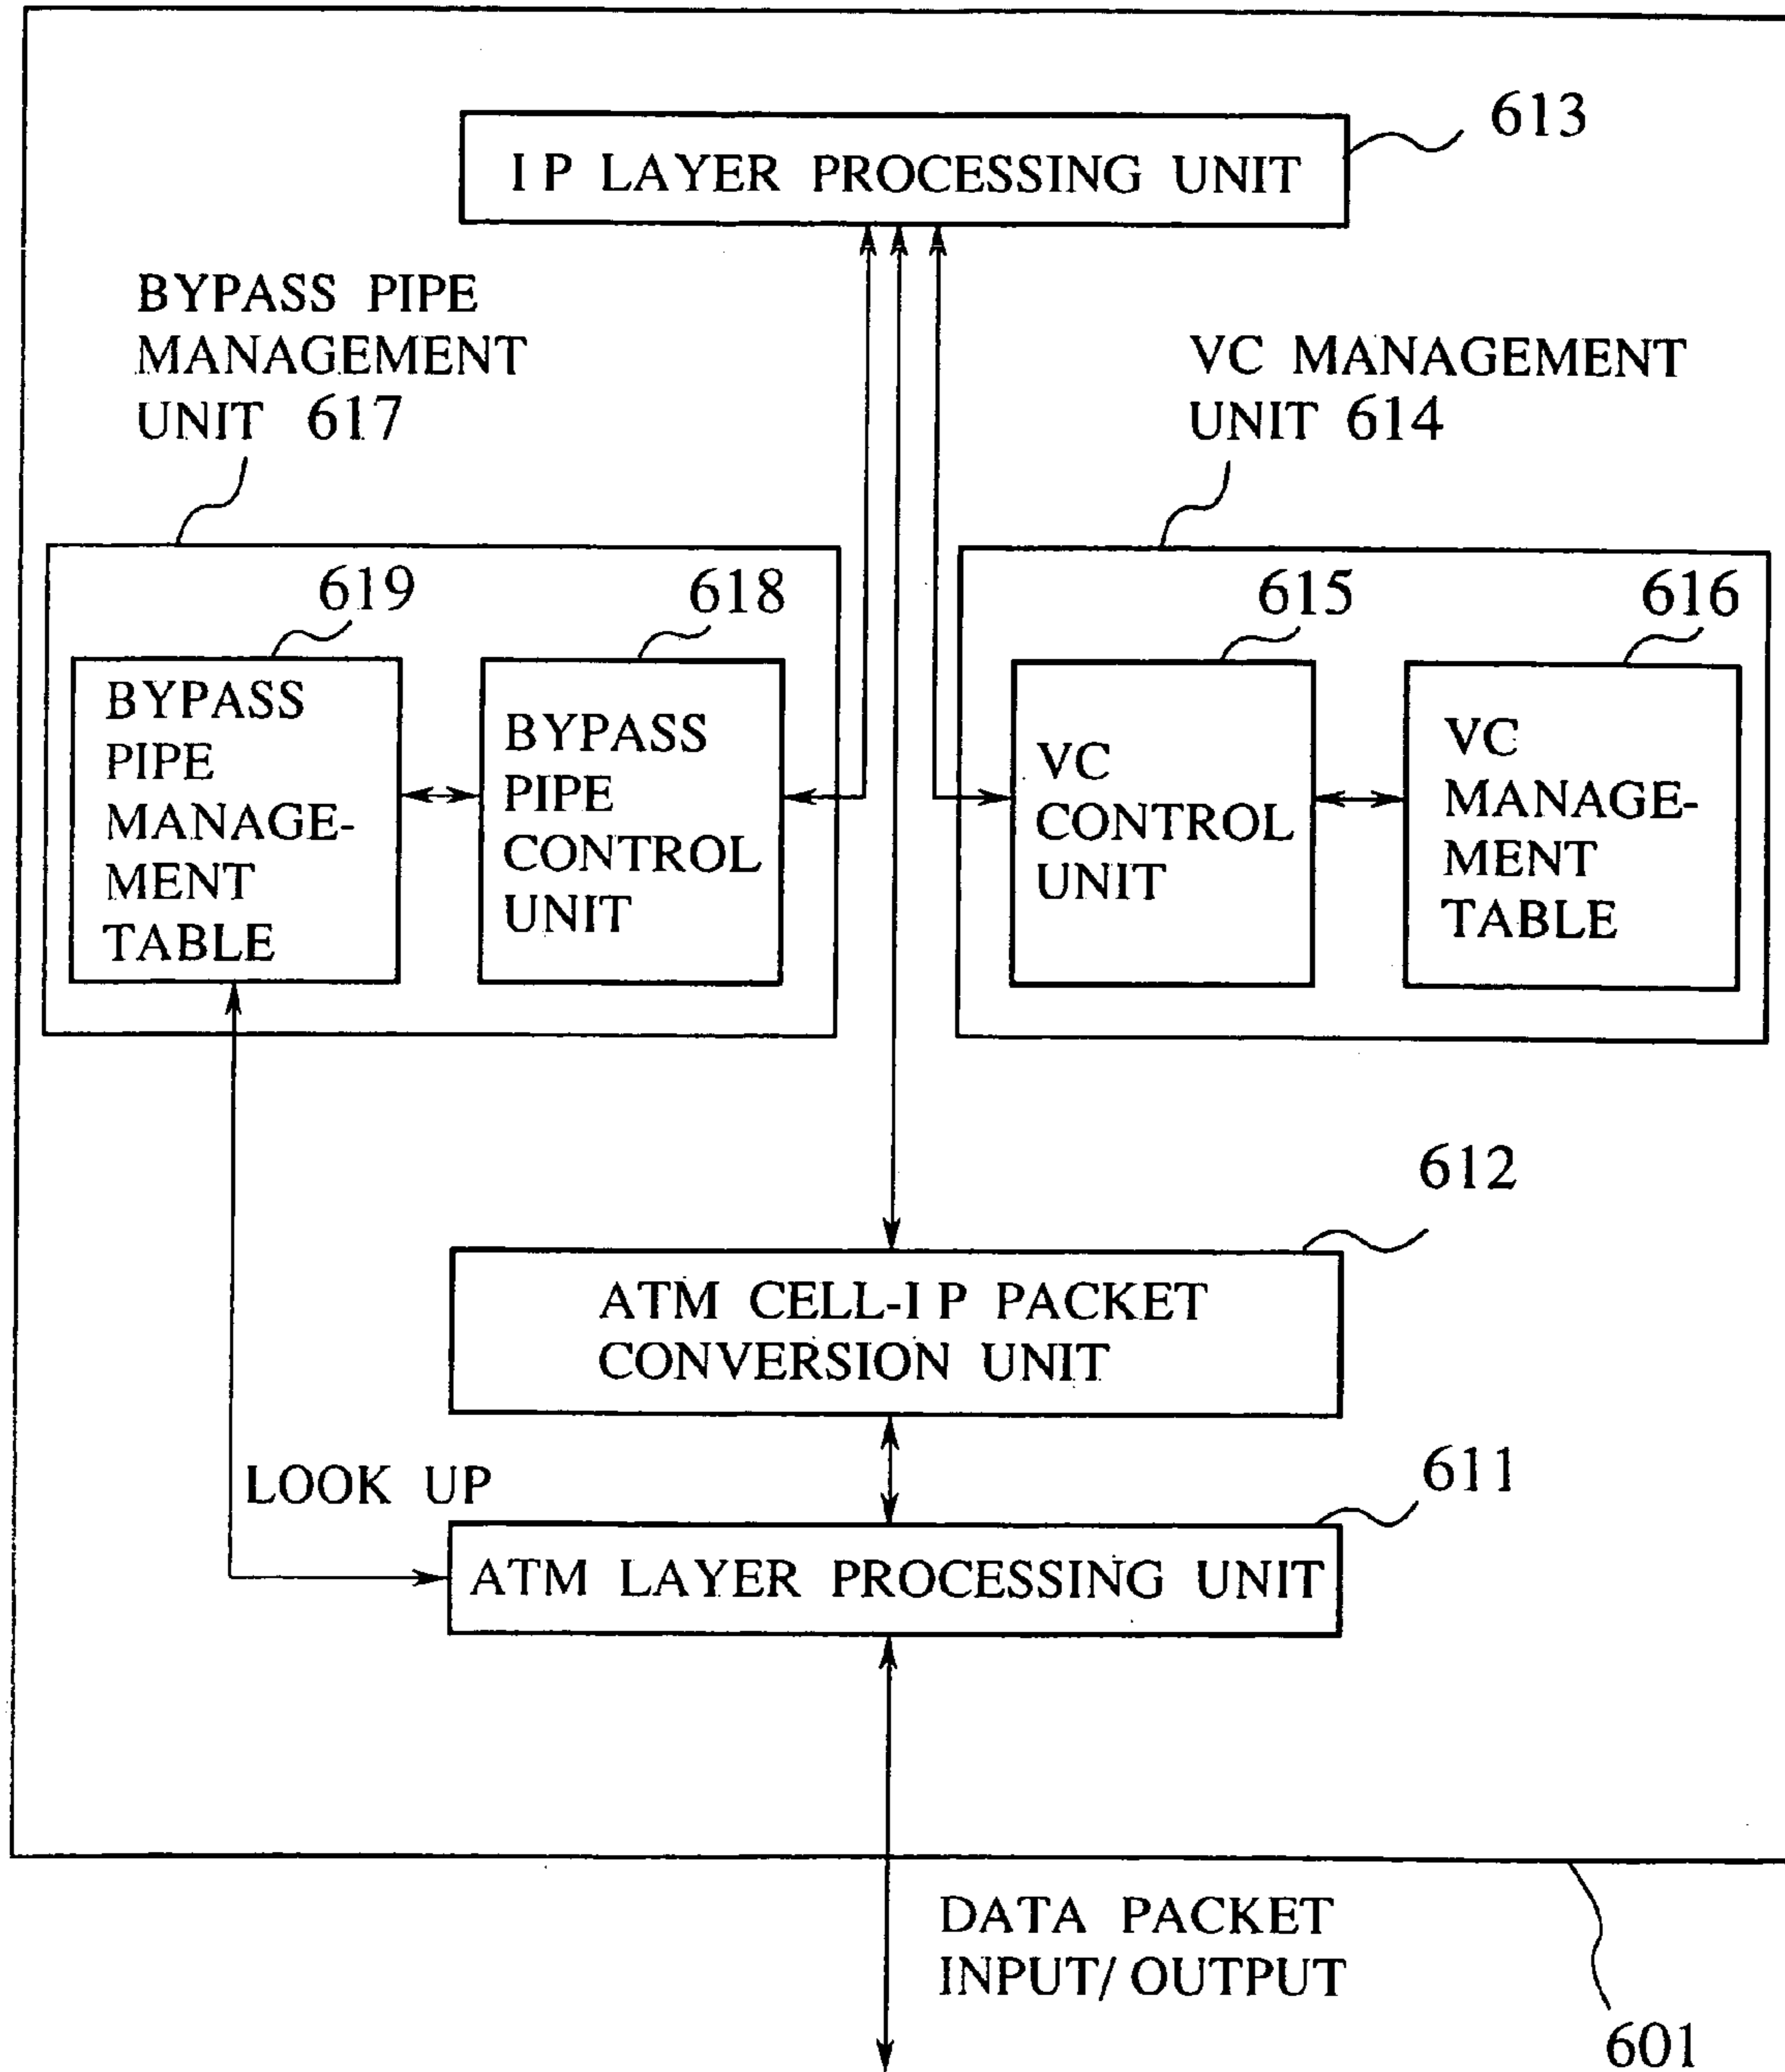 613
IP LAYER PROCESSING UNIT
BYPASS PIPE
MANAGEMENT
UNIT 617
VC MANAGEMENT
UNIT 614
619
618
615
616
BYPASS
PIPE
MANAGE-
MENT
TABLE
BYPASS
PIPE
CONTROL
UNIT
VC
CONTROL
UNIT
VC
MANAGE-
MENT
TABLE
612
ATM CELL-IP PACKET
CONVERSION UNIT
LOOK UP
611
ATM LAYER PROCESSING UNIT
DATA PACKET
INPUT/OUTPUT
601